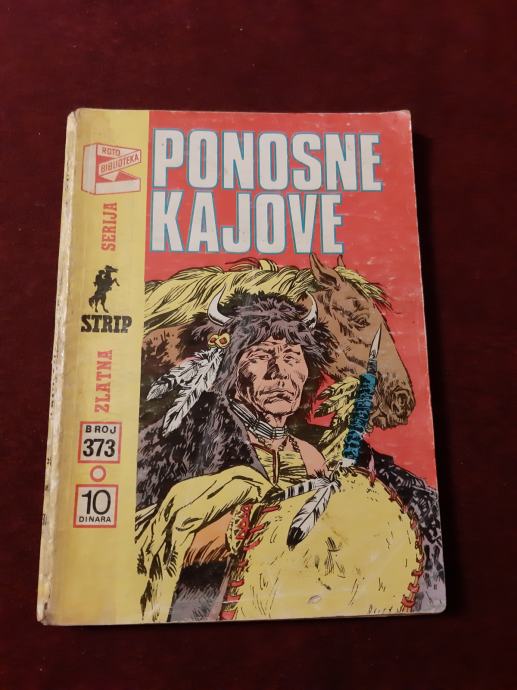 ROTO
BIBLIOTEKA
PONOSNE
KAJOVE
ZLATNA
STRIP
SERIJA
BROJ
373
10
DINARA